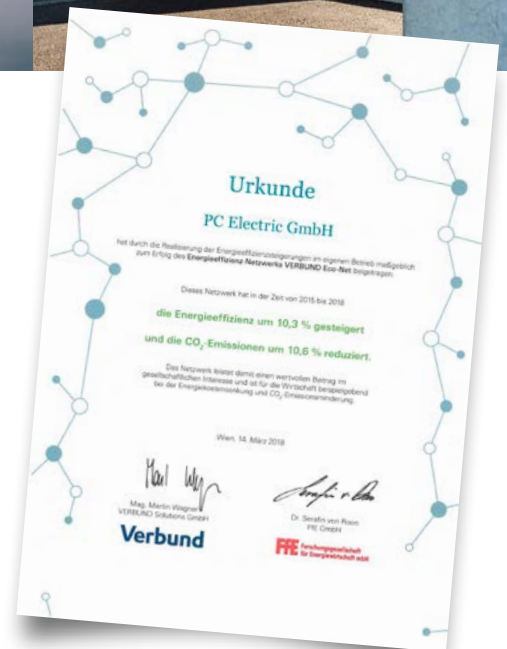 Urkunde
PC Electric GmbH
hat durch die Realisierung der Energieeffizienzsteigerungen im eigenen Betrieb maßgeblich
zum Erfolg des Energieeffizienz Netzwerks VERBUND Eco-Net beigetragen.
Dieses Netzwerk hat in der Zeit von 2015 bis 2018
die Energieeffizienz um 10,3 % gesteigert
und die CO₂-Emissionen um 10,6 % reduziert.
Das Netzwerk leistet damit einen wertvollen Beitrag im
gesellschaftlichen Interesse und ist für die Wirtschaft beispielgebend
bei der Energiekostensenkung und CO₂-Emissionsminderung.
Wien, 14. März 2018
Mag. Martin Wagner
VERBUND Solutions GmbH
Dr. Serafin von Roon
FfE GmbH
Verbund
FfE Forschungsgesellschaft
für Energiewirtschaft mbH